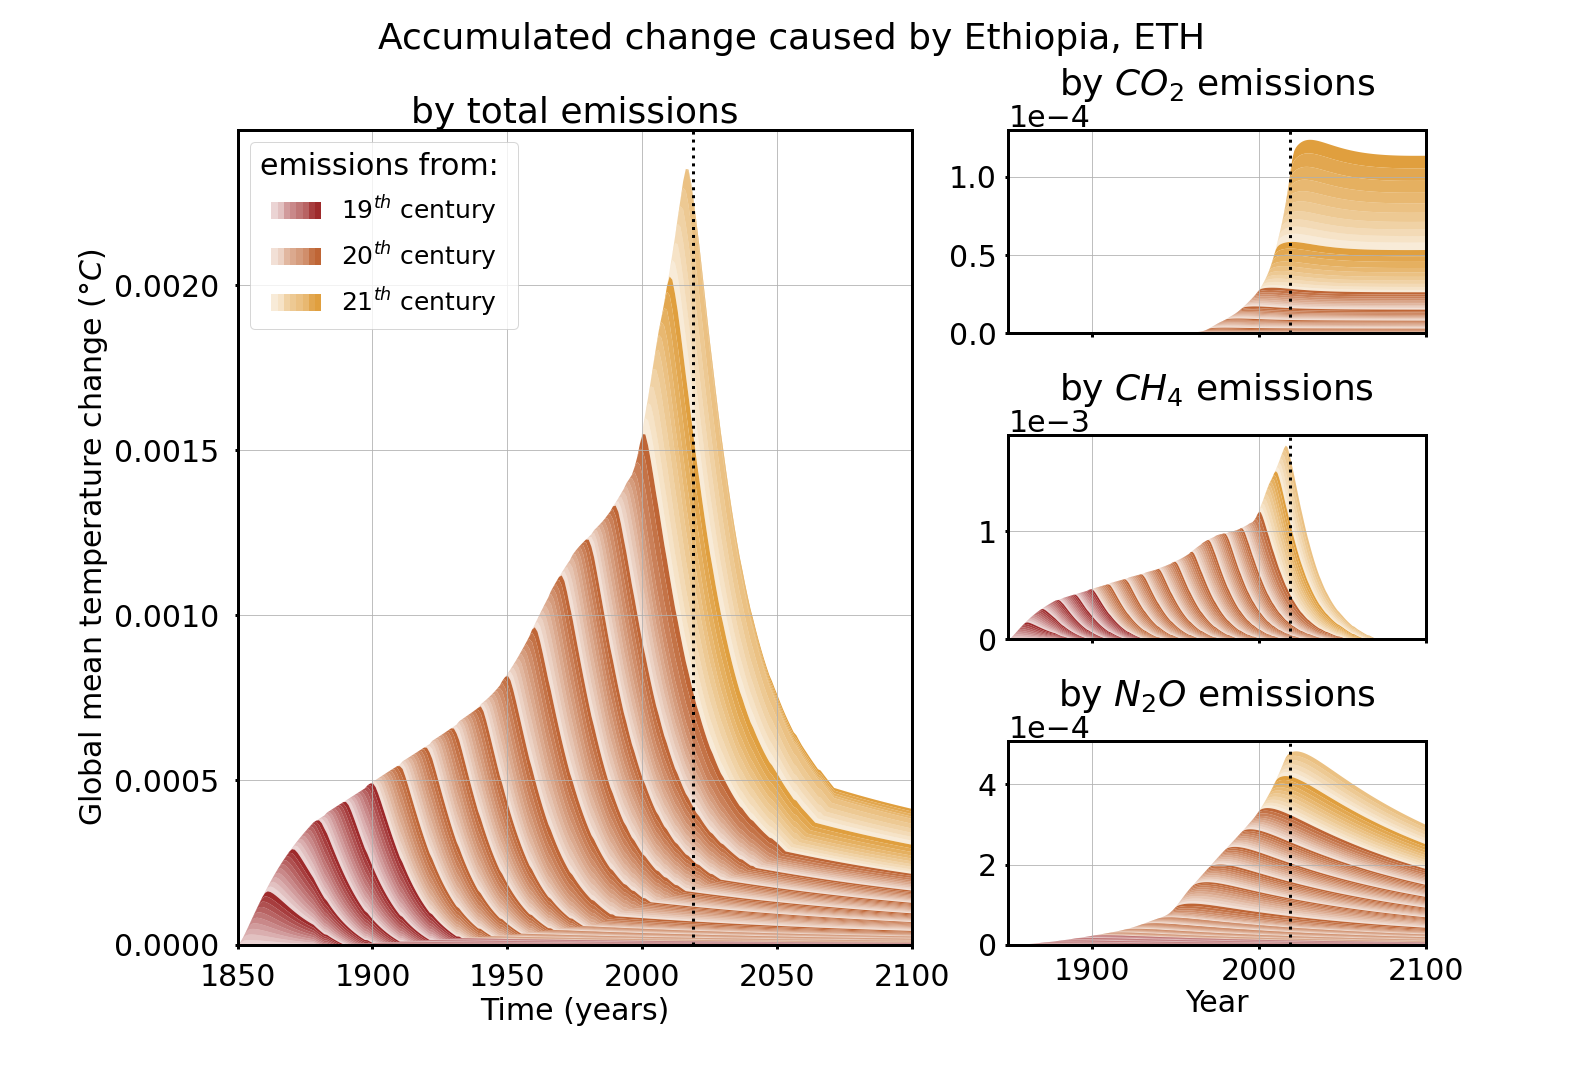 Accumulated change caused by Ethiopia, ETH
by total emissions
emissions from:
19th century
20th century
21th century
Global mean temperature change (°C)
0.0020
0.0015
0.0010
0.0005
0.0000
1850 1900 1950 2000 2050 2100
Time (years)
by CO2 emissions
1e−4
1.0
0.5
0.0
by CH4 emissions
1e−3
1
0
by N2O emissions
1e−4
4
2
0
1900 2000 2100
Year